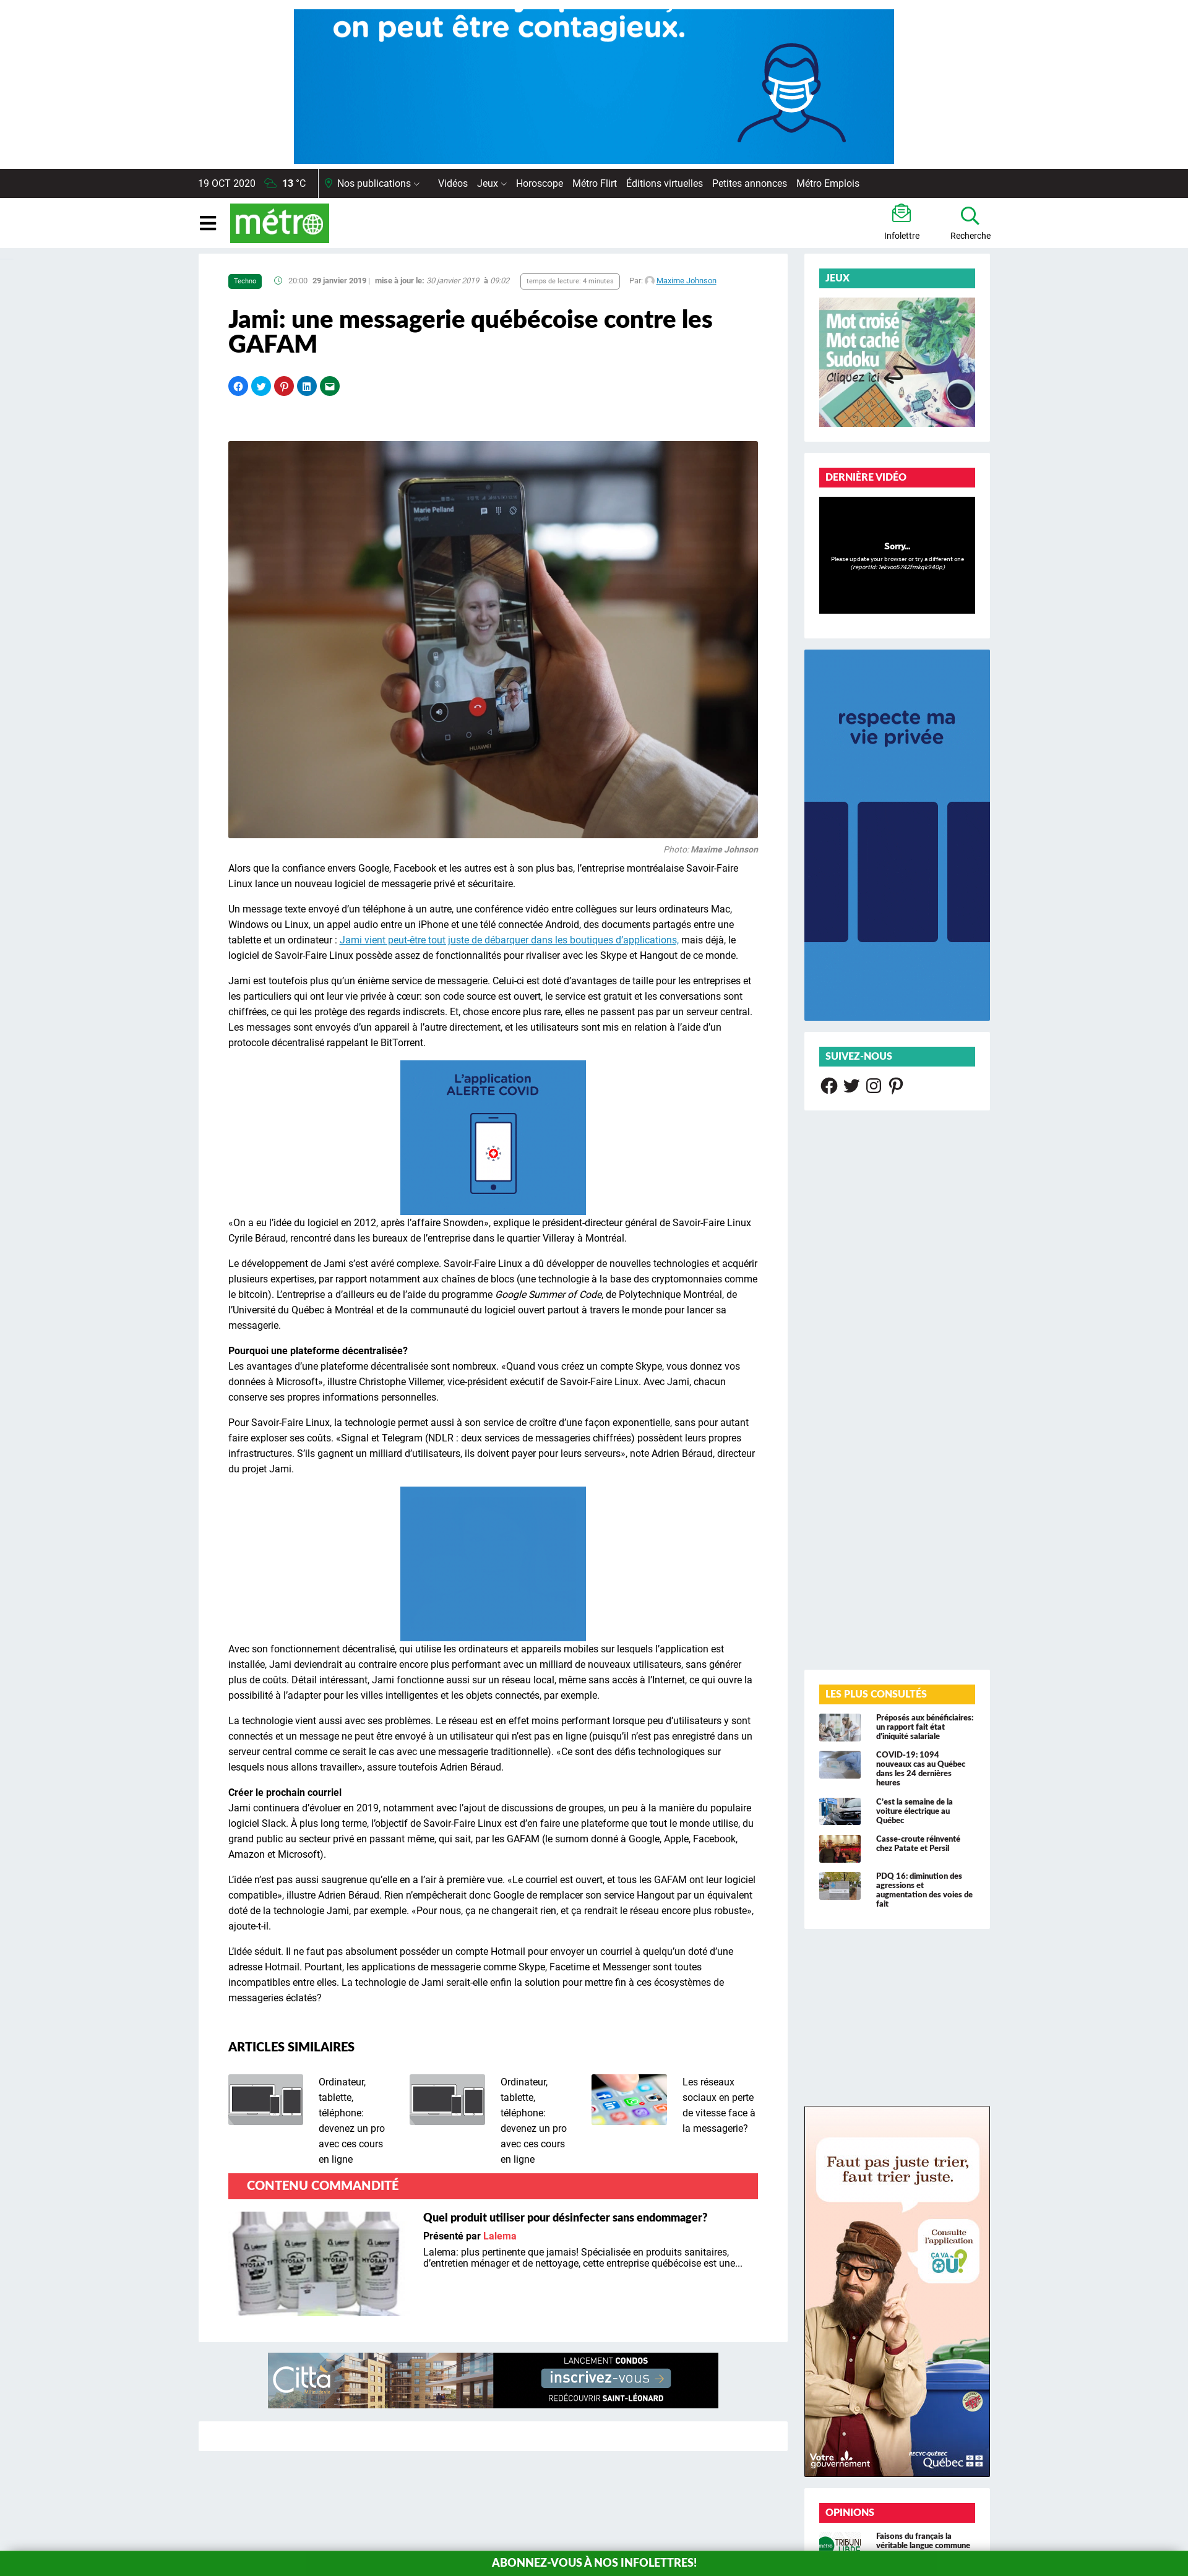 on peut être contagieux.
19 OCT 2020 13 °C Nos publications Vidéos Jeux Horoscope Métro Flirt Éditions virtuelles Petites annonces Métro Emplois
métro
Infolettre
Recherche
Techno
20:00 29 janvier 2019 | mise à jour le: 30 janvier 2019 à 09:02
temps de lecture: 4 minutes
Par: Maxime Johnson
Jami: une messagerie québécoise contre les
GAFAM
Marie Pelland
HUAWEI
Photo: Maxime Johnson
Alors que la confiance envers Google, Facebook et les autres est à son plus bas, l’entreprise montréalaise Savoir-Faire
Linux lance un nouveau logiciel de messagerie privé et sécuritaire.
Un message texte envoyé d’un téléphone à un autre, une conférence vidéo entre collègues sur leurs ordinateurs Mac,
Windows ou Linux, un appel audio entre un iPhone et une télé connectée Android, des documents partagés entre une
tablette et un ordinateur : Jami vient peut-être tout juste de débarquer dans les boutiques d’applications, mais déjà, le
logiciel de Savoir-Faire Linux possède assez de fonctionnalités pour rivaliser avec les Skype et Hangout de ce monde.
Jami est toutefois plus qu’un énième service de messagerie. Celui-ci est doté d’avantages de taille pour les entreprises et
les particuliers qui ont leur vie privée à cœur: son code source est ouvert, le service est gratuit et les conversations sont
chiffrées, ce qui les protège des regards indiscrets. Et, chose encore plus rare, elles ne passent pas par un serveur central.
Les messages sont envoyés d’un appareil à l’autre directement, et les utilisateurs sont mis en relation à l’aide d’un
protocole décentralisé rappelant le BitTorrent.
L’application
ALERTE COVID
«On a eu l’idée du logiciel en 2012, après l’affaire Snowden», explique le président-directeur général de Savoir-Faire Linux
Cyrile Béraud, rencontré dans les bureaux de l’entreprise dans le quartier Villeray à Montréal.
Le développement de Jami s’est avéré complexe. Savoir-Faire Linux a dû développer de nouvelles technologies et acquérir
plusieurs expertises, par rapport notamment aux chaînes de blocs (une technologie à la base des cryptomonnaies comme
le bitcoin). L’entreprise a d’ailleurs eu de l’aide du programme Google Summer of Code, de Polytechnique Montréal, de
l’Université du Québec à Montréal et de la communauté du logiciel ouvert partout à travers le monde pour lancer sa
messagerie.
Pourquoi une plateforme décentralisée?
Les avantages d’une plateforme décentralisée sont nombreux. «Quand vous créez un compte Skype, vous donnez vos
données à Microsoft», illustre Christophe Villemer, vice-président exécutif de Savoir-Faire Linux. Avec Jami, chacun
conserve ses propres informations personnelles.
Pour Savoir-Faire Linux, la technologie permet aussi à son service de croître d’une façon exponentielle, sans pour autant
faire exploser ses coûts. «Signal et Telegram (NDLR : deux services de messageries chiffrées) possèdent leurs propres
infrastructures. S’ils gagnent un milliard d’utilisateurs, ils doivent payer pour leurs serveurs», note Adrien Béraud, directeur
du projet Jami.
Avec son fonctionnement décentralisé, qui utilise les ordinateurs et appareils mobiles sur lesquels l’application est
installée, Jami deviendrait au contraire encore plus performant avec un milliard de nouveaux utilisateurs, sans générer
plus de coûts. Détail intéressant, Jami fonctionne aussi sur un réseau local, même sans accès à l’Internet, ce qui ouvre la
possibilité à l’adapter pour les villes intelligentes et les objets connectés, par exemple.
La technologie vient aussi avec ses problèmes. Le réseau est en effet moins performant lorsque peu d’utilisateurs y sont
connectés et un message ne peut être envoyé à un utilisateur qui n’est pas en ligne (puisqu’il n’est pas enregistré dans un
serveur central comme ce serait le cas avec une messagerie traditionnelle). «Ce sont des défis technologiques sur
lesquels nous allons travailler», assure toutefois Adrien Béraud.
Créer le prochain courriel
Jami continuera d’évoluer en 2019, notamment avec l’ajout de discussions de groupes, un peu à la manière du populaire
logiciel Slack. À plus long terme, l’objectif de Savoir-Faire Linux est d’en faire une plateforme que tout le monde utilise, du
grand public au secteur privé en passant même, qui sait, par les GAFAM (le surnom donné à Google, Apple, Facebook,
Amazon et Microsoft).
L’idée n’est pas aussi saugrenue qu’elle en a l’air à première vue. «Le courriel est ouvert, et tous les GAFAM ont leur logiciel
compatible», illustre Adrien Béraud. Rien n’empêcherait donc Google de remplacer son service Hangout par un équivalent
doté de la technologie Jami, par exemple. «Pour nous, ça ne changerait rien, et ça rendrait le réseau encore plus robuste»,
ajoute-t-il.
L’idée séduit. Il ne faut pas absolument posséder un compte Hotmail pour envoyer un courriel à quelqu’un doté d’une
adresse Hotmail. Pourtant, les applications de messagerie comme Skype, Facetime et Messenger sont toutes
incompatibles entre elles. La technologie de Jami serait-elle enfin la solution pour mettre fin à ces écosystèmes de
messageries éclatés?
ARTICLES SIMILAIRES
Ordinateur,
tablette,
téléphone:
devenez un pro
avec ces cours
en ligne
Ordinateur,
tablette,
téléphone:
devenez un pro
avec ces cours
en ligne
Les réseaux
sociaux en perte
de vitesse face à
la messagerie?
CONTENU COMMANDITÉ
Quel produit utiliser pour désinfecter sans endommager?
Présenté par Lalema
Lalema: plus pertinente que jamais! Spécialisée en produits sanitaires,
d’entretien ménager et de nettoyage, cette entreprise québécoise est une...
Città
LANCEMENT CONDOS
inscrivez-vous →
REDÉCOUVRIR SAINT-LÉONARD
JEUX
Mot croisé
Mot caché
Sudoku
Cliquez ici
DERNIÈRE VIDÉO
Sorry...
Please update your browser or try a different one
(reportId: 1ekvoo5742fmkqk940p)
respecte ma
vie privée
SUIVEZ-NOUS
LES PLUS CONSULTÉS
Préposés aux bénéficiaires:
un rapport fait état
d’iniquité salariale
COVID-19: 1094
nouveaux cas au Québec
dans les 24 dernières
heures
C’est la semaine de la
voiture électrique au
Québec
Casse-croute réinventé
chez Patate et Persil
PDQ 16: diminution des
agressions et
augmentation des voies de
fait
Faut pas juste trier,
faut trier juste.
Consulte
l’application
ÇA VA
OÙ?
Votre
gouvernement
RECYC-QUÉBEC
Québec
OPINIONS
Faisons du français la
véritable langue commune
TRIBUNE
ABONNEZ-VOUS À NOS INFOLETTRES!